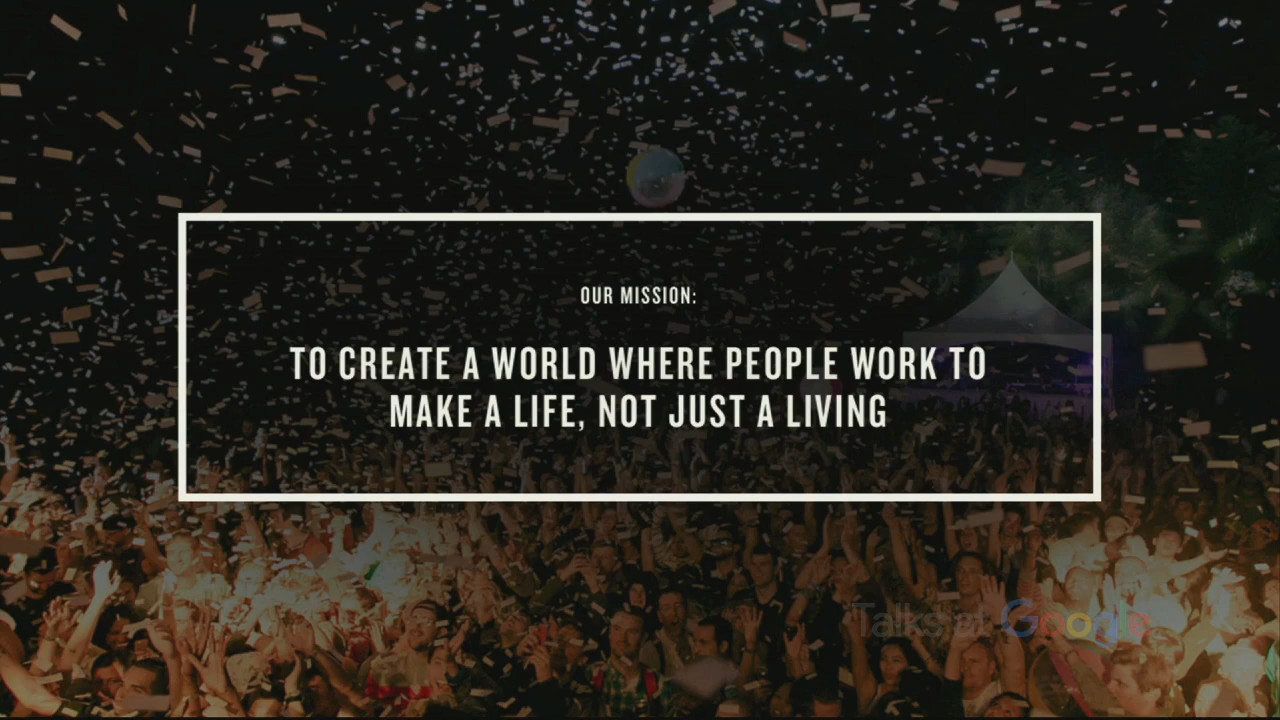 OUR MISSION:
TO CREATE A WORLD WHERE PEOPLE WORK TO
MAKE A LIFE, NOT JUST A LIVING
Talks at Google